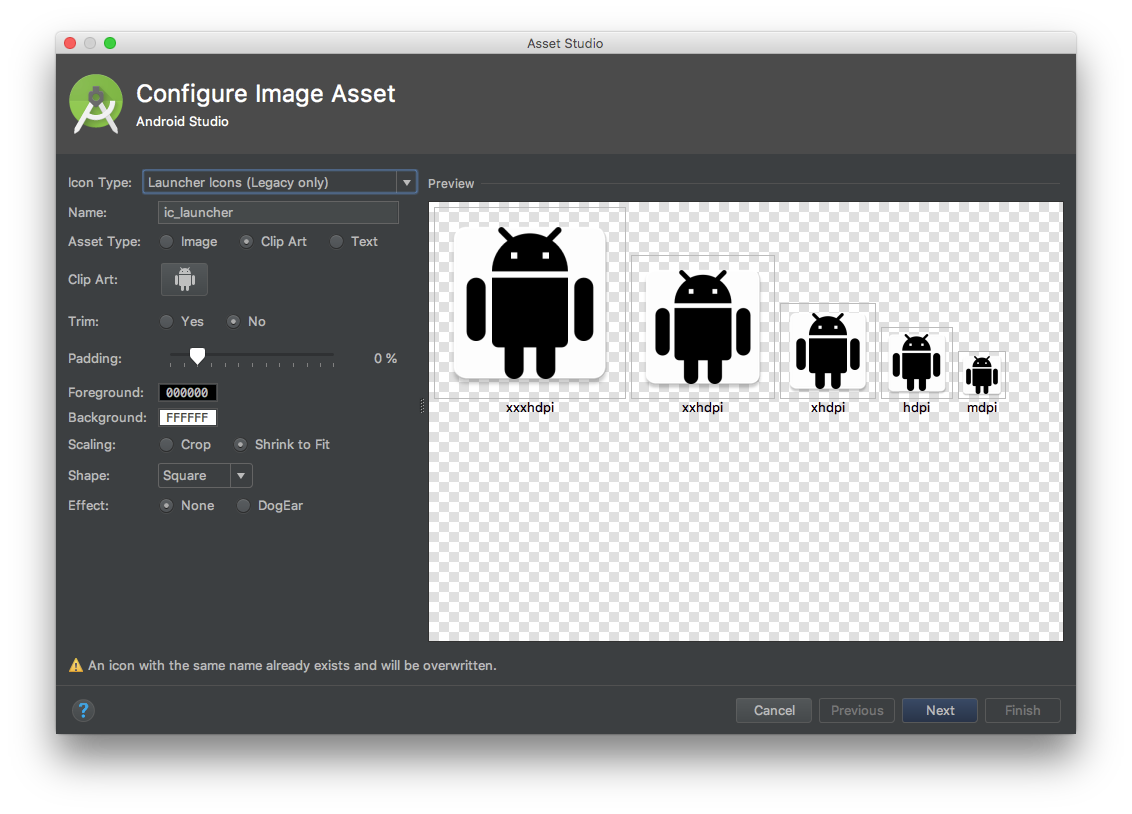 Asset Studio
Configure Image Asset
Android Studio
Icon Type: Launcher Icons (Legacy only)
Name: ic_launcher
Asset Type: Image Clip Art Text
Clip Art:
Trim: Yes No
Padding: 0 %
Foreground: 000000
Background: FFFFFF
Scaling: Crop Shrink to Fit
Shape: Square
Effect: None DogEar
Preview
xxxhdpi xxhdpi xhdpi hdpi mdpi
An icon with the same name already exists and will be overwritten.
? Cancel Previous Next Finish